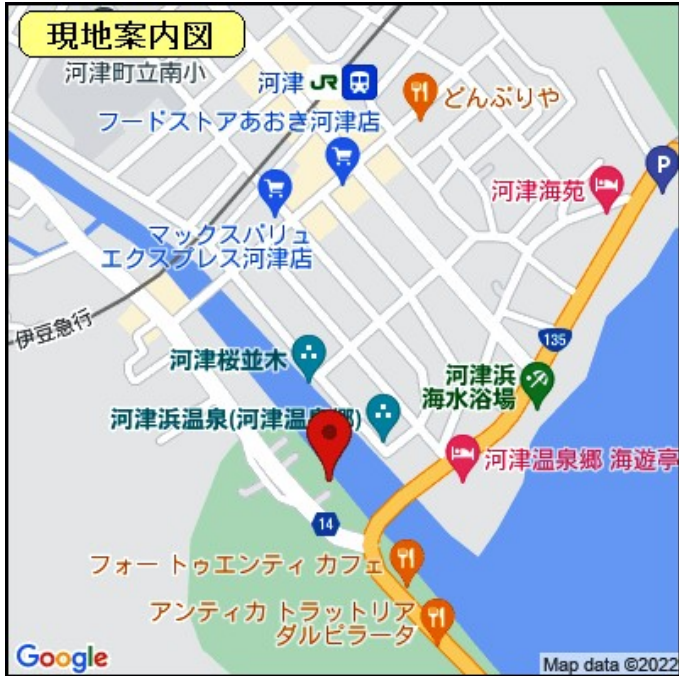 現地案内図
河津町立南小
河津 JR
どんぶりや
フードストアあおき河津店
河津海苑
P
マックスバリュ
エクスプレス河津店
伊豆急行
135
河津桜並木
河津浜
海水浴場
河津浜温泉(河津温泉郷)
河津温泉郷 海遊亭
14
フォー トゥエンティ カフェ
アンティカ トラットリア
ダルピラータ
Google
Map data ©2022